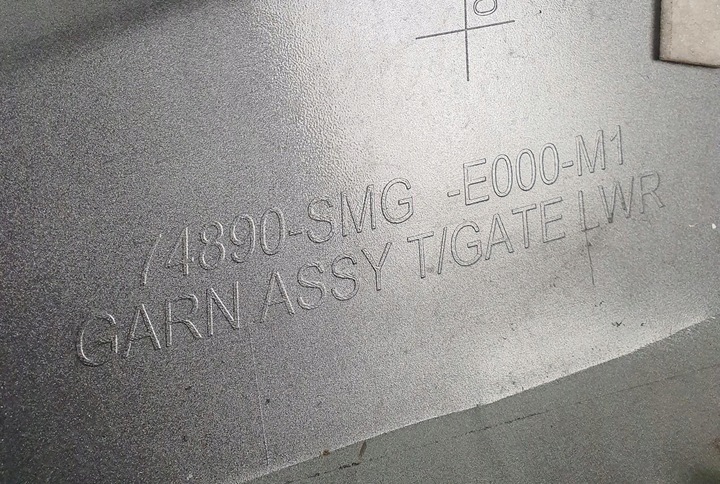 74890-SMG -E000-M1
GARN ASSY T/GATE LWR